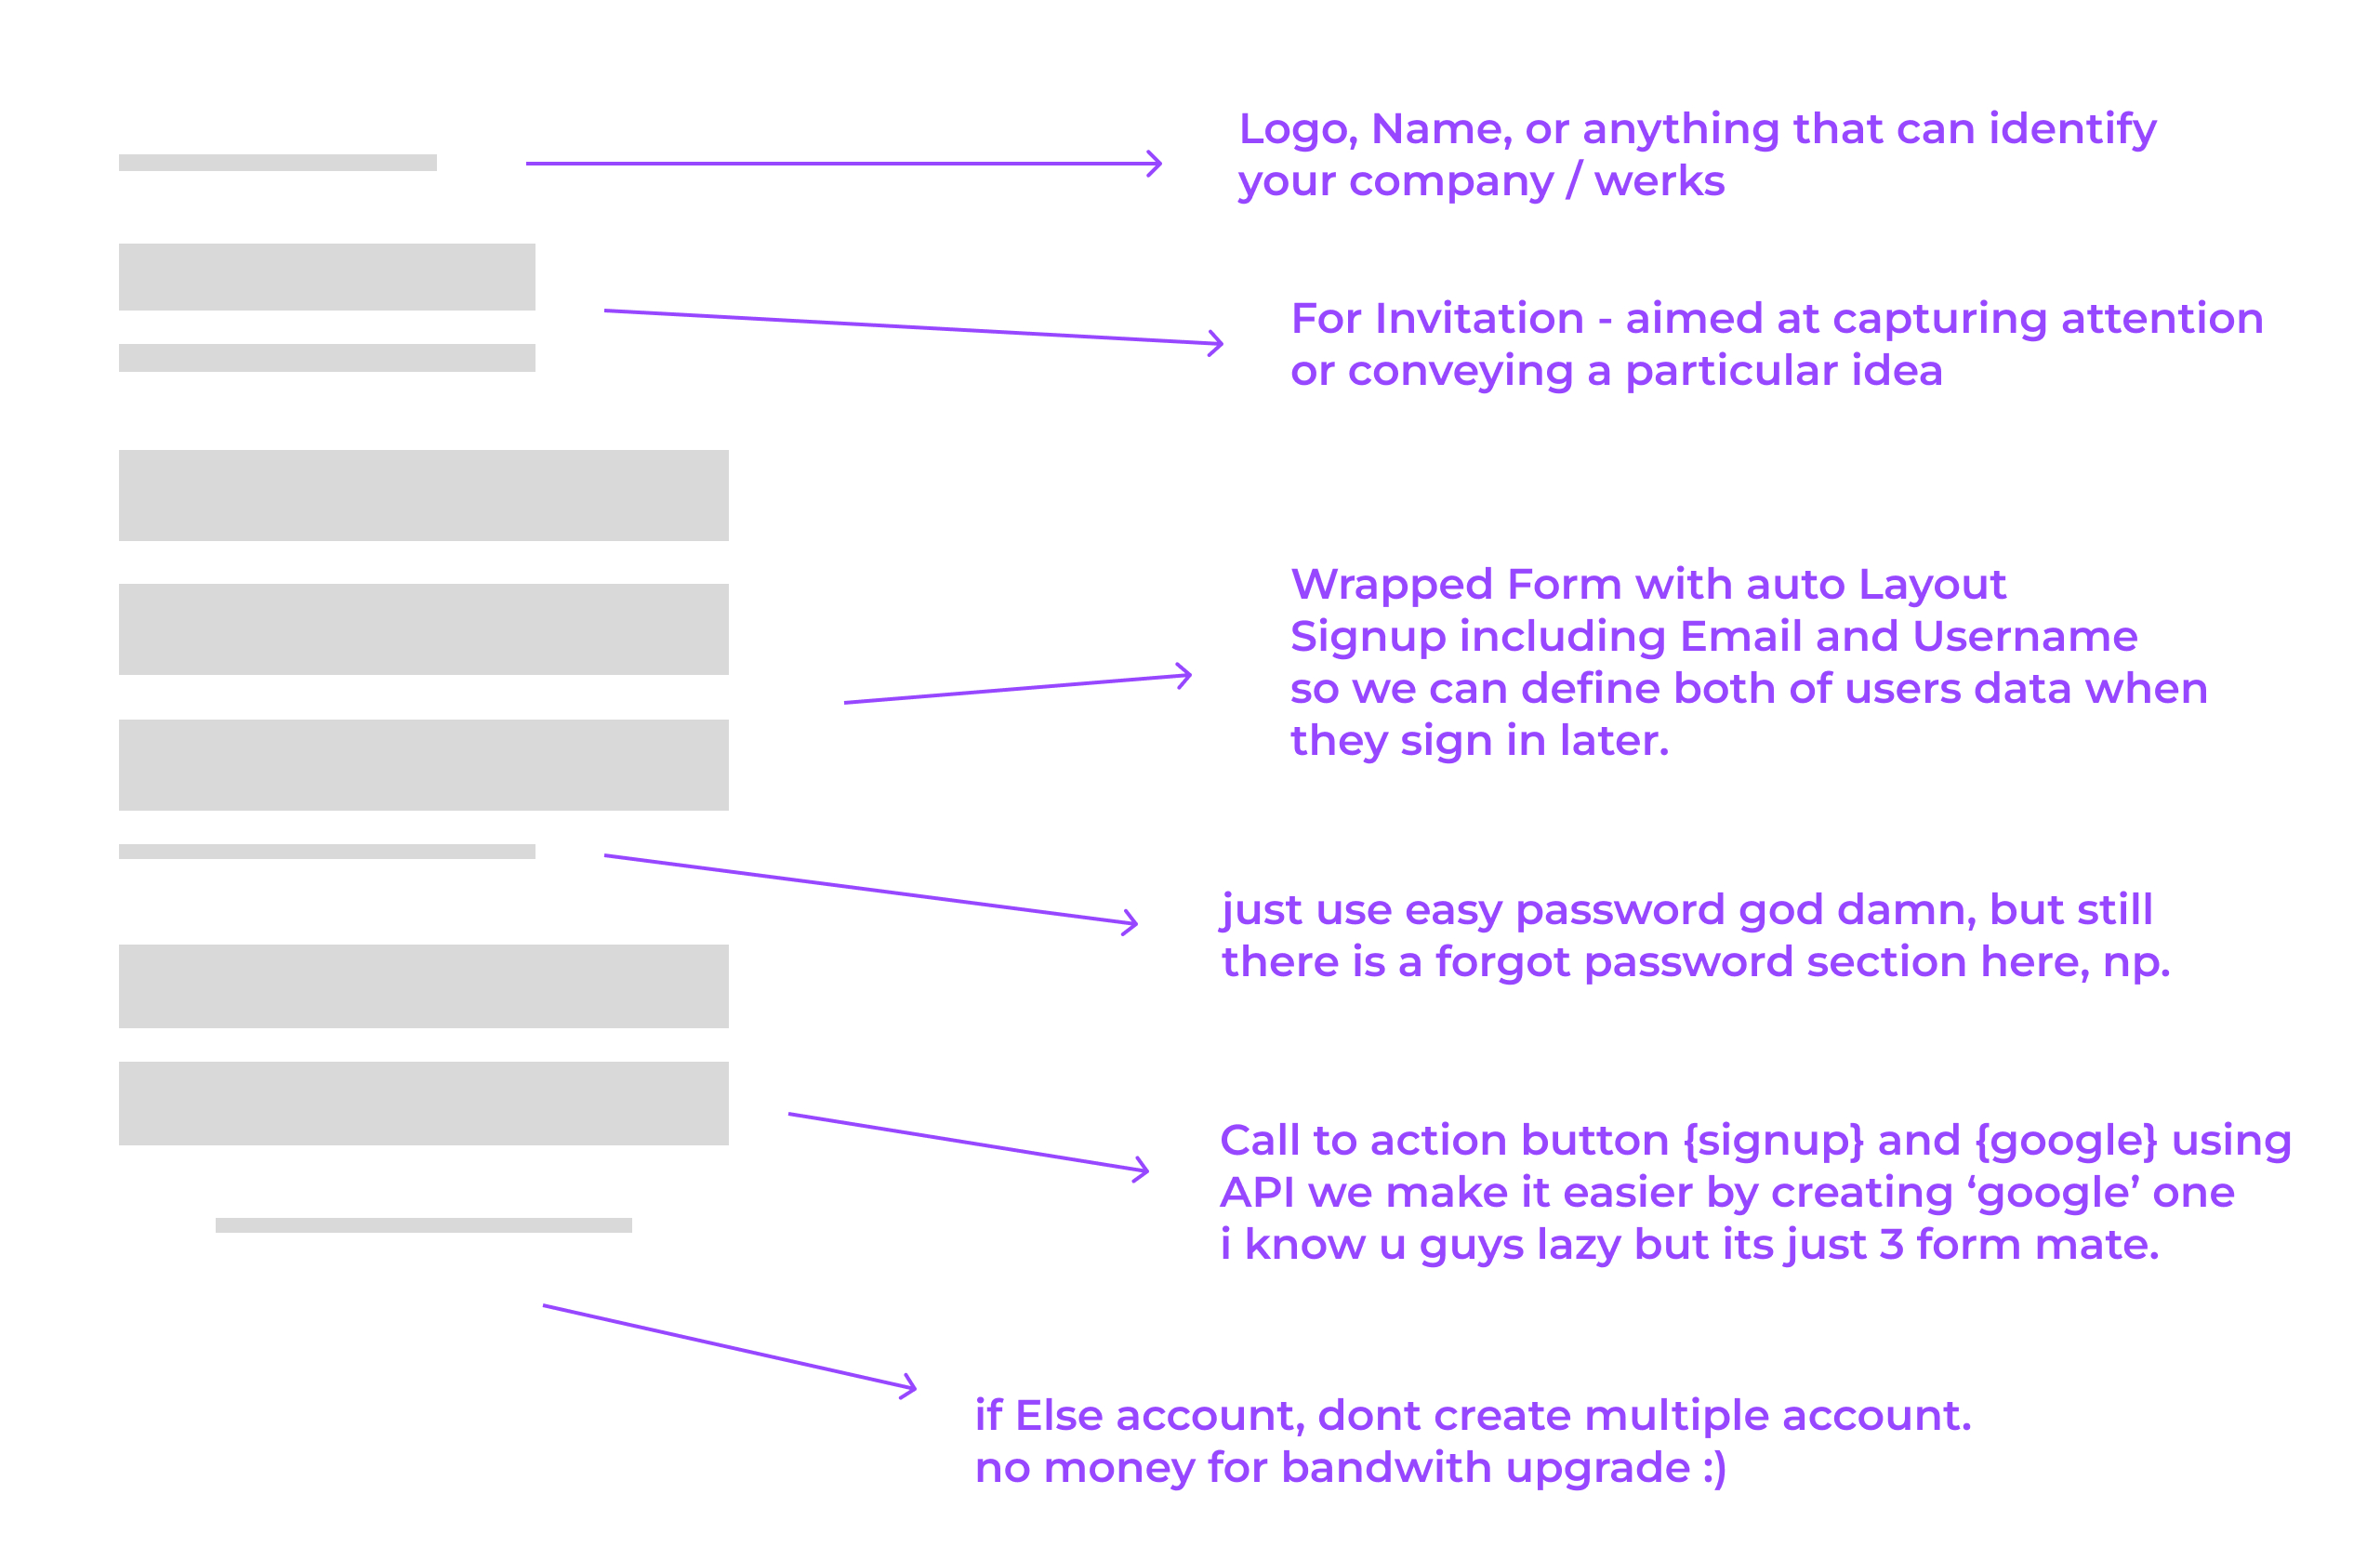 Logo, Name, or anything that can identify
your company / works
For Invitation - aimed at capturing attention
or conveying a particular idea
Wrapped Form with auto Layout
Signup including Email and Username
so we can define both of users data when
they sign in later.
just use easy password god damn, but still
there is a forgot password section here, np.
Call to action button {signup} and {google} using
API we make it easier by creating ‘google’ one
i know u guys lazy but its just 3 form mate.
if Else account, dont create multiple account.
no money for bandwith upgrade :)